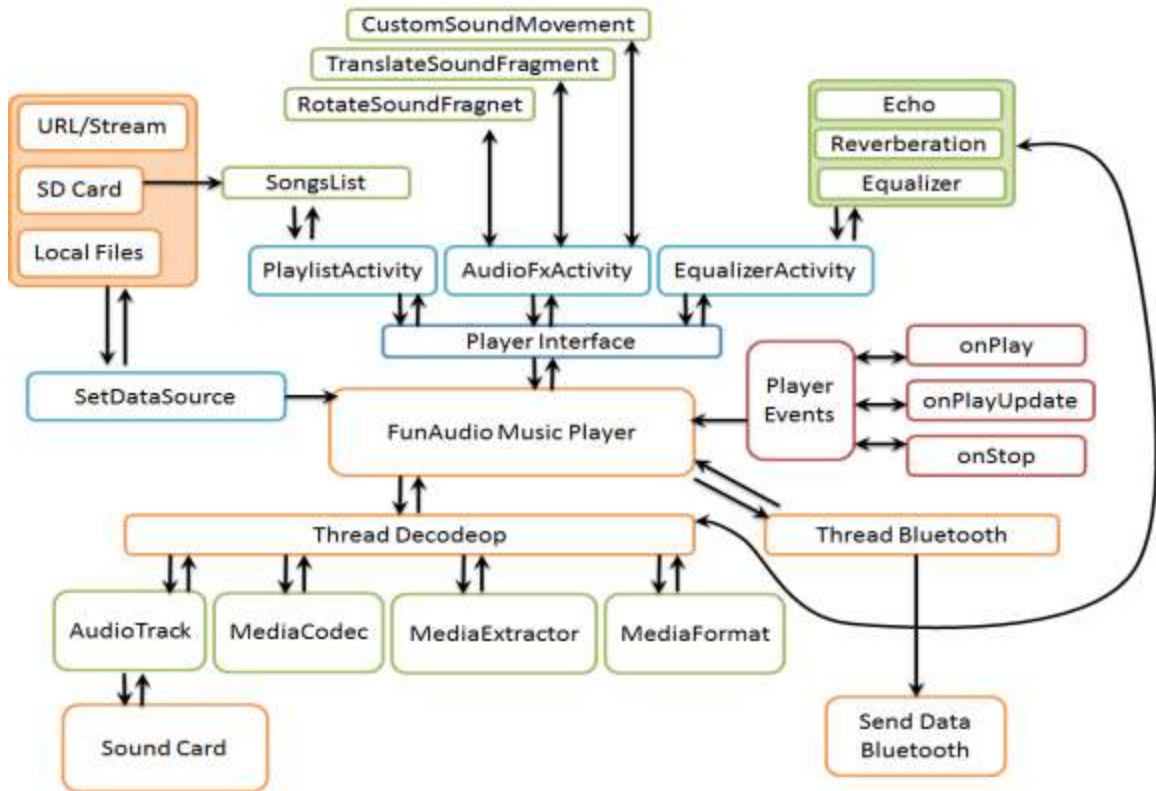 CustomSoundMovement
TranslateSoundFragment
RotateSoundFragnet
URL/Stream
SD Card
Local Files
SongsList
Echo
Reverberation
Equalizer
PlaylistActivity
AudioFxActivity
EqualizerActivity
Player Interface
SetDataSource
FunAudio Music Player
Player
Events
onPlay
onPlayUpdate
onStop
Thread Decodeop
Thread Bluetooth
AudioTrack
MediaCodec
MediaExtractor
MediaFormat
Sound Card
Send Data
Bluetooth